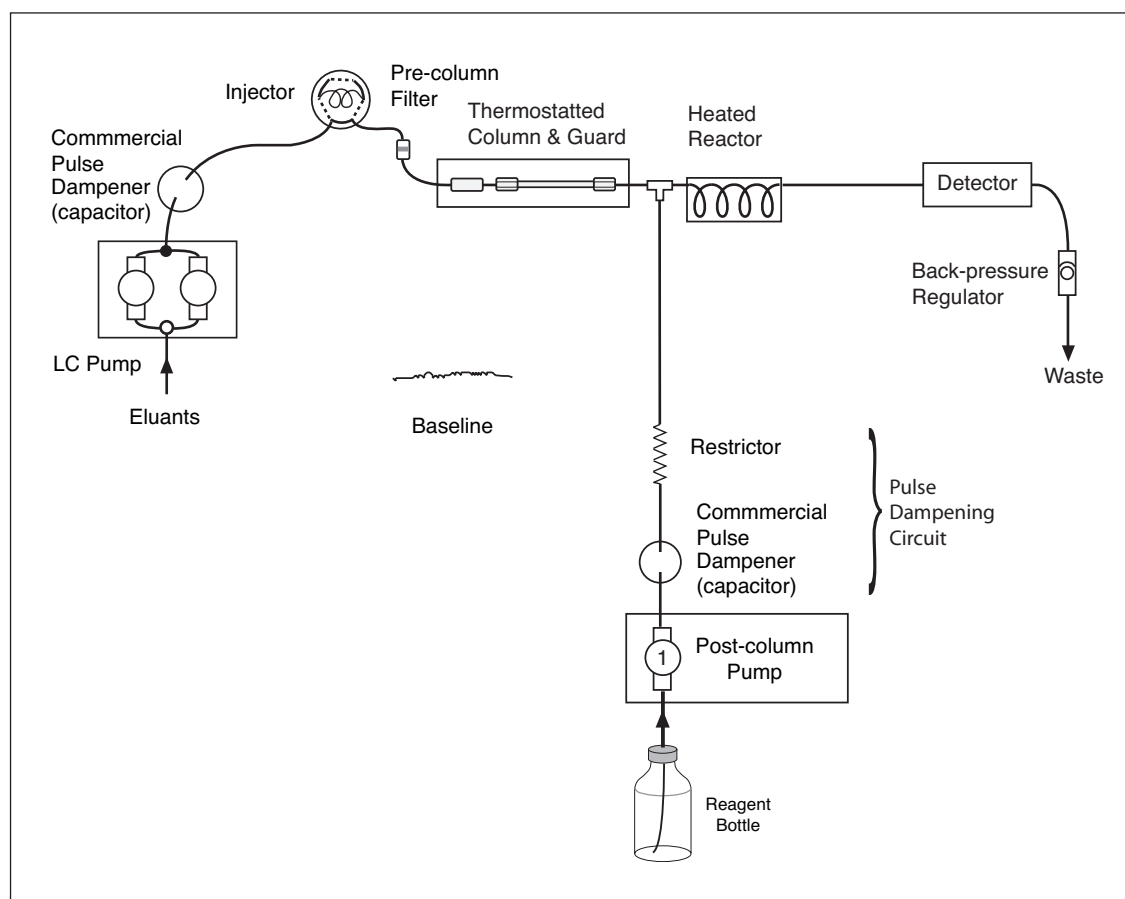 Injector
Pre-column
Filter
Commmercial
Pulse
Dampener
(capacitor)
Thermostatted
Column & Guard
Heated
Reactor
Detector
Back-pressure
Regulator
LC Pump
Eluants
Waste
Baseline
Restrictor
Commmercial
Pulse
Dampener
(capacitor)
Pulse
Dampening
Circuit
1
Post-column
Pump
Reagent
Bottle